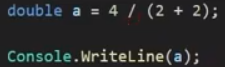 double a = 4 / (2 + 2);
Console.WriteLine(a);